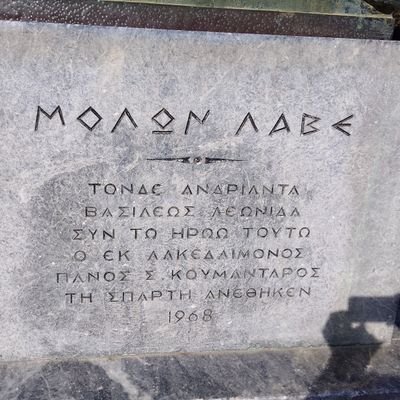 ΜΟΛΩΝ ΛΑΒΕ
ΤΟΝΔΕ ΑΝΔΡΙΑΝΤΑ
ΒΑΣΙΛΕΩΣ ΛΕΩΝΙΔΑ
ΣΥΝ ΤΩ ΗΡΩΩ ΤΟΥΤΩ
Ο ΕΚ ΛΑΚΕΔΑΙΜΟΝΟΣ
ΠΑΝΟΣ Σ. ΚΟΥΜΑΝΤΑΡΟΣ
ΤΗ ΣΠΑΡΤΗ ΑΝΕΘΗΚΕΝ
1968